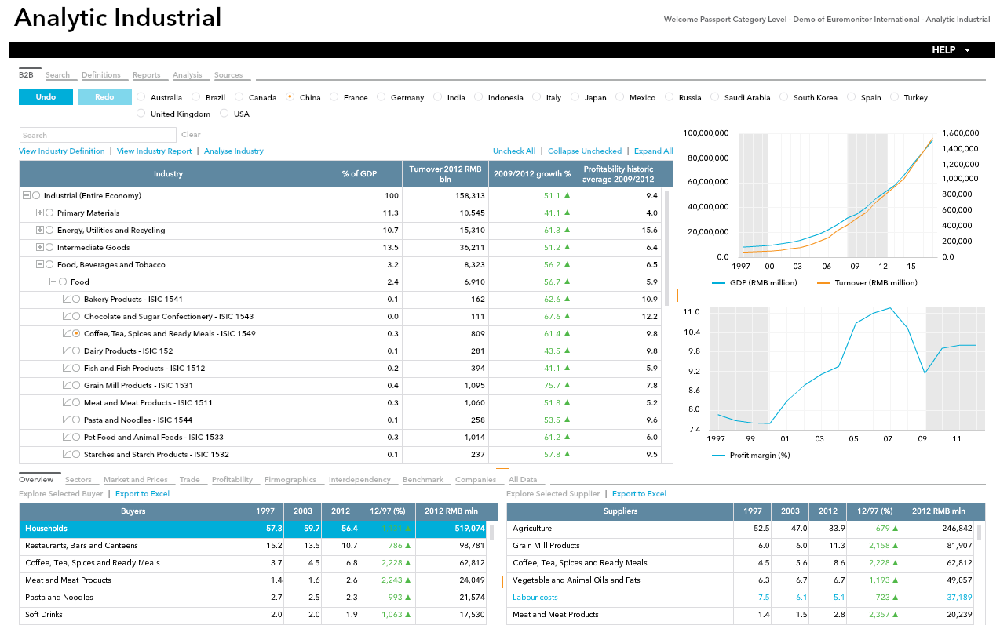 Analytic Industrial
Welcome Passport Category Level - Demo of Euromonitor International - Analytic Industrial
HELP
B2B Search Definitions Reports Analysis Sources
Undo Redo Australia Brazil Canada China France Germany India Indonesia Italy Japan Mexico Russia Saudi Arabia South Korea Spain Turkey
United Kingdom USA
Search Clear
View Industry Definition | View Industry Report | Analyse Industry Uncheck All | Collapse Unchecked | Expand All
Industry % of GDP Turnover 2012 RMB bln 2009/2012 growth % Profitability historic average 2009/2012
Industrial (Entire Economy) 100 158,313 51.1 ▲ 9.4
Primary Materials 11.3 10,545 41.1 ▲ 4.0
Energy, Utilities and Recycling 10.7 15,310 61.3 ▲ 15.6
Intermediate Goods 13.5 36,211 51.2 ▲ 6.4
Food, Beverages and Tobacco 3.2 8,323 56.2 ▲ 6.5
Food 2.4 6,910 56.7 ▲ 5.9
Bakery Products - ISIC 1541 0.1 162 62.6 ▲ 10.9
Chocolate and Sugar Confectionery - ISIC 1543 0.0 111 67.6 ▲ 12.2
Coffee, Tea, Spices and Ready Meals - ISIC 1549 0.3 809 61.4 ▲ 9.8
Dairy Products - ISIC 152 0.1 281 43.5 ▲ 9.8
Fish and Fish Products - ISIC 1512 0.2 394 41.1 ▲ 5.9
Grain Mill Products - ISIC 1531 0.4 1,095 75.7 ▲ 7.8
Meat and Meat Products - ISIC 1511 0.3 1,060 51.8 ▲ 5.2
Pasta and Noodles - ISIC 1544 0.1 258 53.5 ▲ 9.6
Pet Food and Animal Feeds - ISIC 1533 0.3 1,014 61.2 ▲ 6.0
Starches and Starch Products - ISIC 1532 0.1 237 57.8 ▲ 9.5
100,000,000 1,600,000
1,400,000
80,000,000 1,200,000
60,000,000 1,000,000
800,000
40,000,000 600,000
400,000
20,000,000 200,000
0.0 0.0
1997 00 03 06 09 12 15
GDP (RMB million) Turnover (RMB million)
11.0
10.4
9.8
9.2
8.6
8.0
7.4
1997 99 01 03 05 07 09 11
Profit margin (%)
Overview Sectors Market and Prices Trade Profitability Firmographics Interdependency Benchmark Companies All Data
Explore Selected Buyer | Export to Excel
Buyers 1997 2003 2012 12/97 (%) 2012 RMB mln
Households 57.3 59.7 56.4 ▲ 519,074
Restaurants, Bars and Canteens 15.2 13.5 10.7 786 ▲ 98,781
Coffee, Tea, Spices and Ready Meals 3.7 4.5 6.8 2,228 ▲ 62,812
Meat and Meat Products 1.4 1.6 2.6 2,243 ▲ 24,049
Pasta and Noodles 2.7 2.5 2.3 993 ▲ 21,574
Soft Drinks 2.0 2.0 1.9 1,063 ▲ 17,530
Explore Selected Supplier | Export to Excel
Suppliers 1997 2003 2012 12/97 (%) 2012 RMB mln
Agriculture 52.5 47.0 33.9 679 ▲ 246,842
Grain Mill Products 6.0 6.0 11.3 2,158 ▲ 81,907
Coffee, Tea, Spices and Ready Meals 4.5 5.6 8.6 2,228 ▲ 62,812
Vegetable and Animal Oils and Fats 6.3 6.7 6.7 1,193 ▲ 49,057
Labour costs 7.5 6.1 5.1 723 ▲ 37,189
Meat and Meat Products 1.4 1.5 2.8 2,357 ▲ 20,239